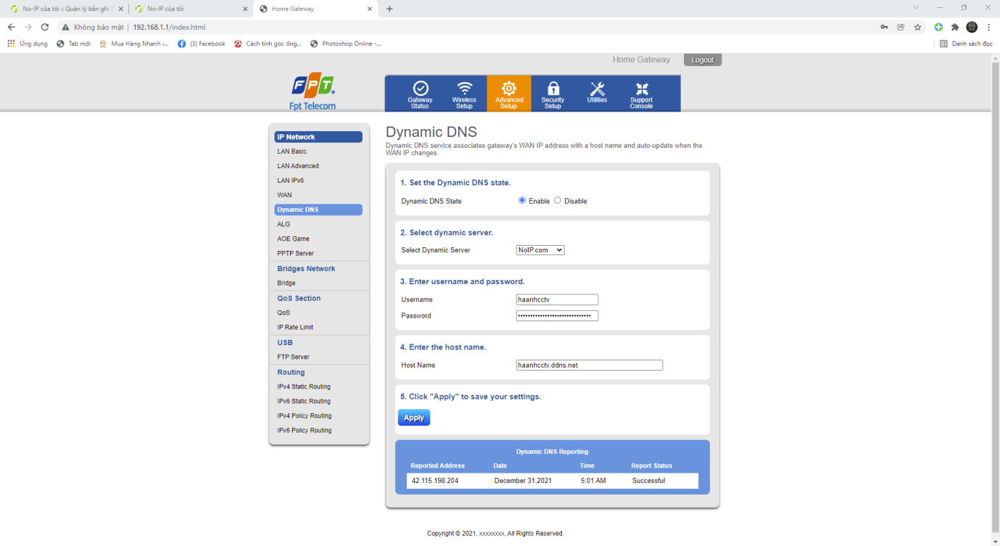 No-IP của tôi :: Quản lý bản ghi
No-IP của tôi
Home Gateway
Không bảo mật
192.168.1.1/index.html
Ứng dụng
Tab mới
Mua Hàng Nhanh -...
(3) Facebook
Cách tính góc ống...
Photoshop Online -...
Danh sách đọc
Home Gateway
Logout
FPT
Fpt Telecom
Gateway
Status
Wireless
Setup
Advanced
Setup
Security
Setup
Utilities
Support
Console
IP Network
LAN Basic
LAN Advanced
LAN IPv6
WAN
Dynamic DNS
ALG
AOE Game
PPTP Server
Bridges Network
Bridge
QoS Section
QoS
IP Rate Limit
USB
FTP Server
Routing
IPv4 Static Routing
IPv6 Static Routing
IPv4 Policy Routing
IPv6 Policy Routing
Dynamic DNS
Dynamic DNS service associates gateway's WAN IP address with a host name and auto-update when the
WAN IP changes.
1. Set the Dynamic DNS state.
Dynamic DNS State Enable Disable
2. Select dynamic server.
Select Dynamic Server NoIP.com
3. Enter username and password.
Username haanhcctv
Password
4. Enter the host name.
Host Name haanhcctv.ddns.net
5. Click "Apply" to save your settings.
Apply
Dynamic DNS Reporting
Reported Address Date Time Report Status
42.115.198.204 December 31,2021 5:01 AM Successful
Copyright © 2021, xxxxxxxx, All Rights Reserved.